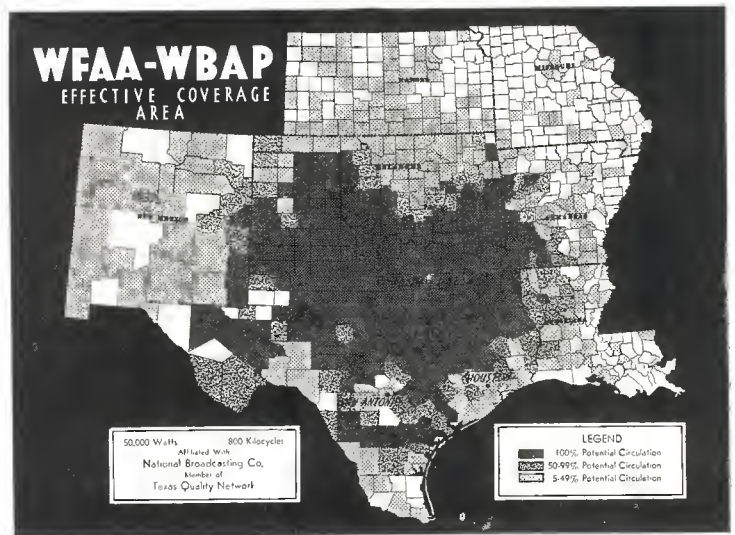 WFAA-WBAP
EFFECTIVE COVERAGE
AREA
KANSAS
MISSOURI
OKLAHOMA
NEW MEXICO
ARKANSAS
HOUSTON
SAN ANTONIO
50,000 Watts 800 Kilocycles
Affiliated With
National Broadcasting Co.
Member of
Texas Quality Network
LEGEND
100% Potential Circulation
50-99% Potential Circulation
5-49% Potential Circulation